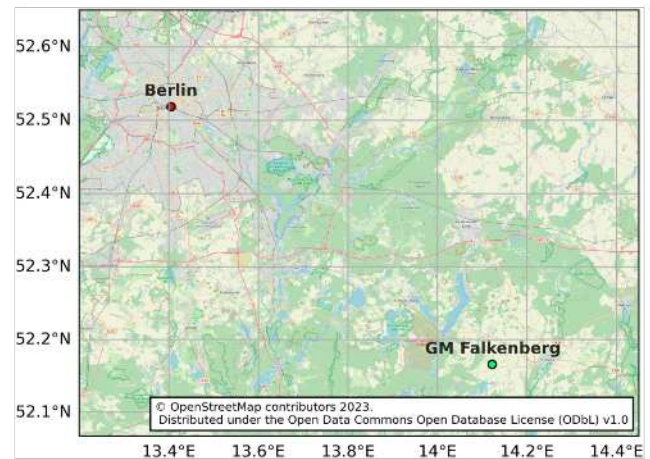 52.6°N
Berlin
52.5°N
52.4°N
52.3°N
52.2°N
GM Falkenberg
52.1°N
© OpenStreetMap contributors 2023.
Distributed under the Open Data Commons Open Database License (ODbL) v1.0
13.4°E 13.6°E 13.8°E 14°E 14.2°E 14.4°E